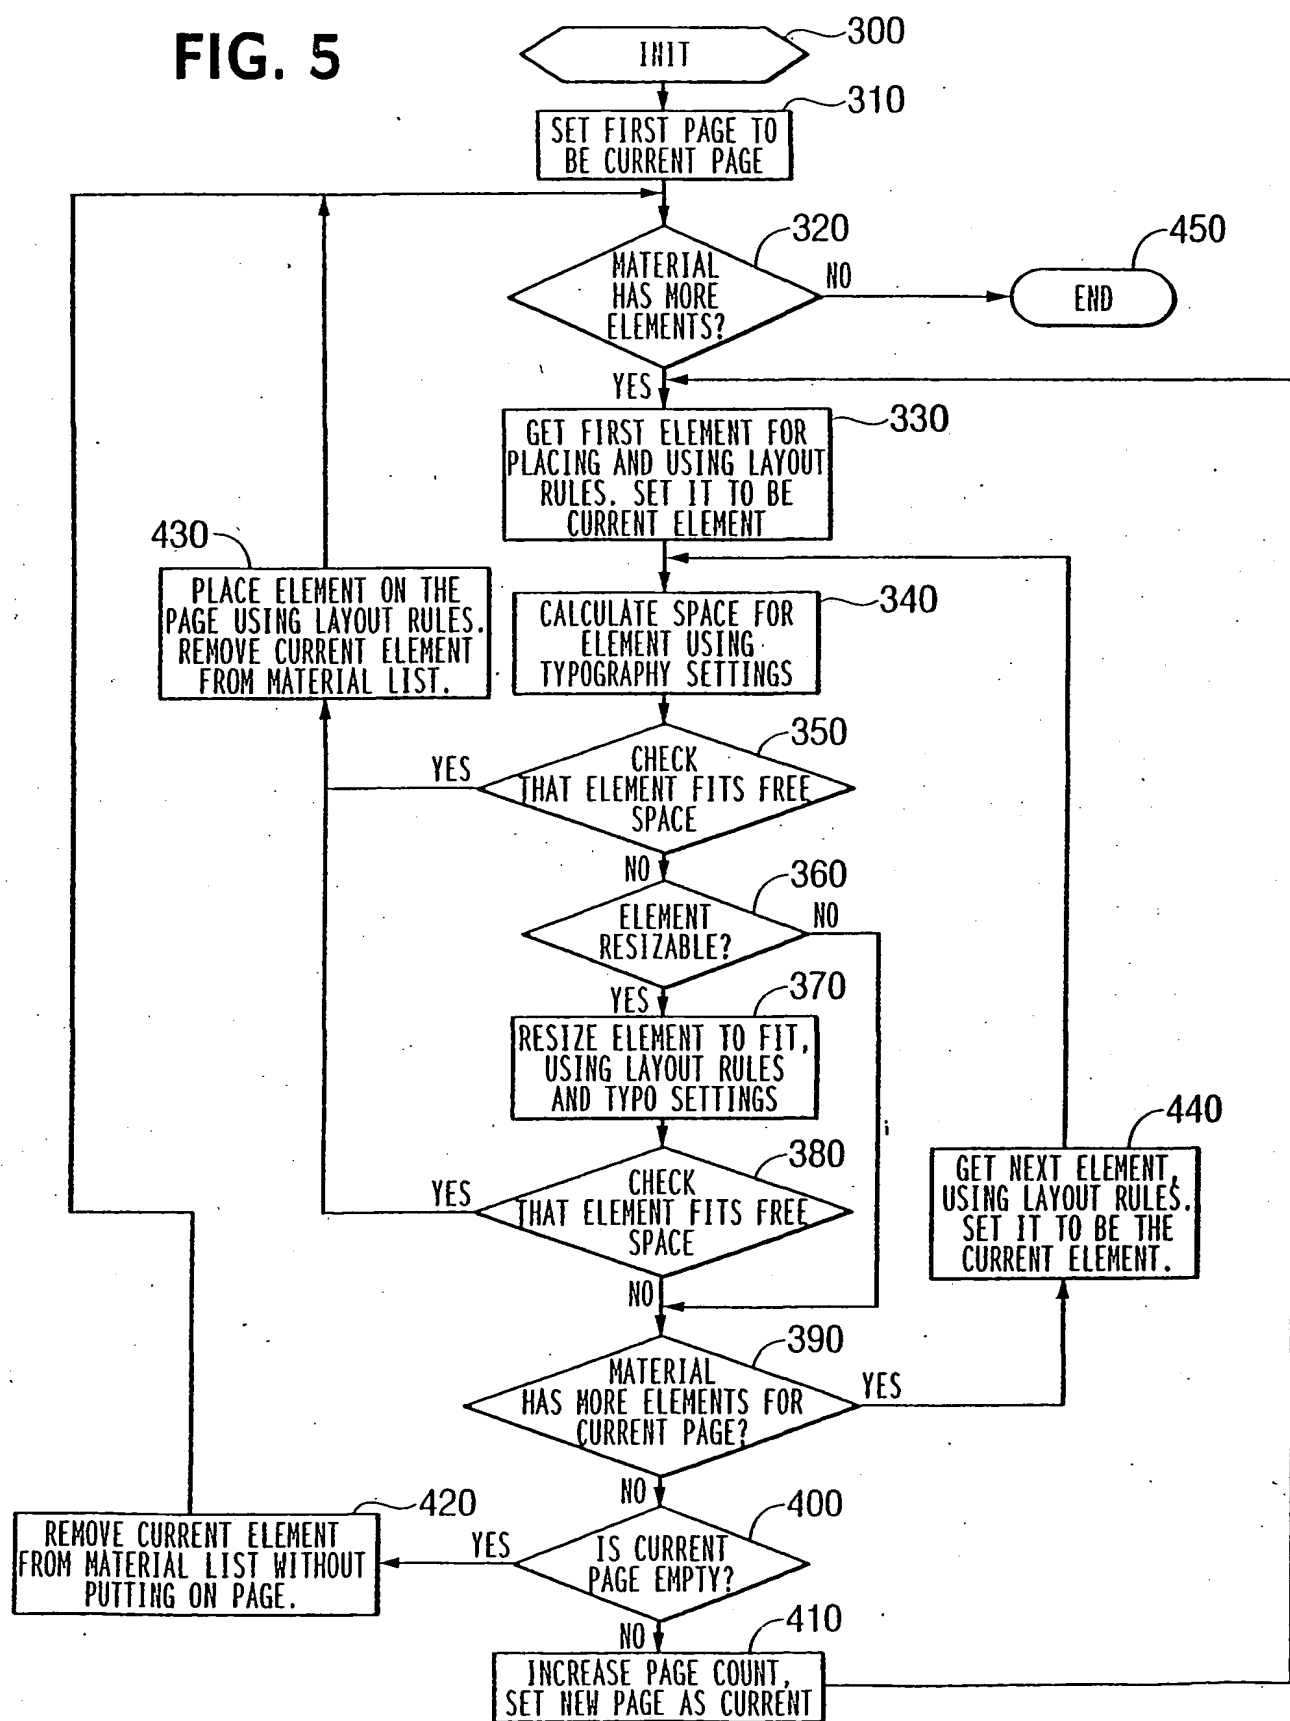 FIG. 5
INIT
300
310
SET FIRST PAGE TO
BE CURRENT PAGE
320
MATERIAL
HAS MORE
ELEMENTS?
NO
450
END
YES
330
GET FIRST ELEMENT FOR
PLACING AND USING LAYOUT
RULES. SET IT TO BE
CURRENT ELEMENT
430
PLACE ELEMENT ON THE
PAGE USING LAYOUT RULES.
REMOVE CURRENT ELEMENT
FROM MATERIAL LIST.
340
CALCULATE SPACE FOR
ELEMENT USING
TYPOGRAPHY SETTINGS
350
YES
CHECK
THAT ELEMENT FITS FREE
SPACE
NO
360
ELEMENT
RESIZABLE?
NO
YES
370
RESIZE ELEMENT TO FIT,
USING LAYOUT RULES
AND TYPO SETTINGS
380
YES
CHECK
THAT ELEMENT FITS FREE
SPACE
440
GET NEXT ELEMENT,
USING LAYOUT RULES.
SET IT TO BE THE
CURRENT ELEMENT.
NO
390
MATERIAL
HAS MORE ELEMENTS FOR
CURRENT PAGE?
YES
NO
400
IS CURRENT
PAGE EMPTY?
YES
420
REMOVE CURRENT ELEMENT
FROM MATERIAL LIST WITHOUT
PUTTING ON PAGE.
NO
410
INCREASE PAGE COUNT,
SET NEW PAGE AS CURRENT